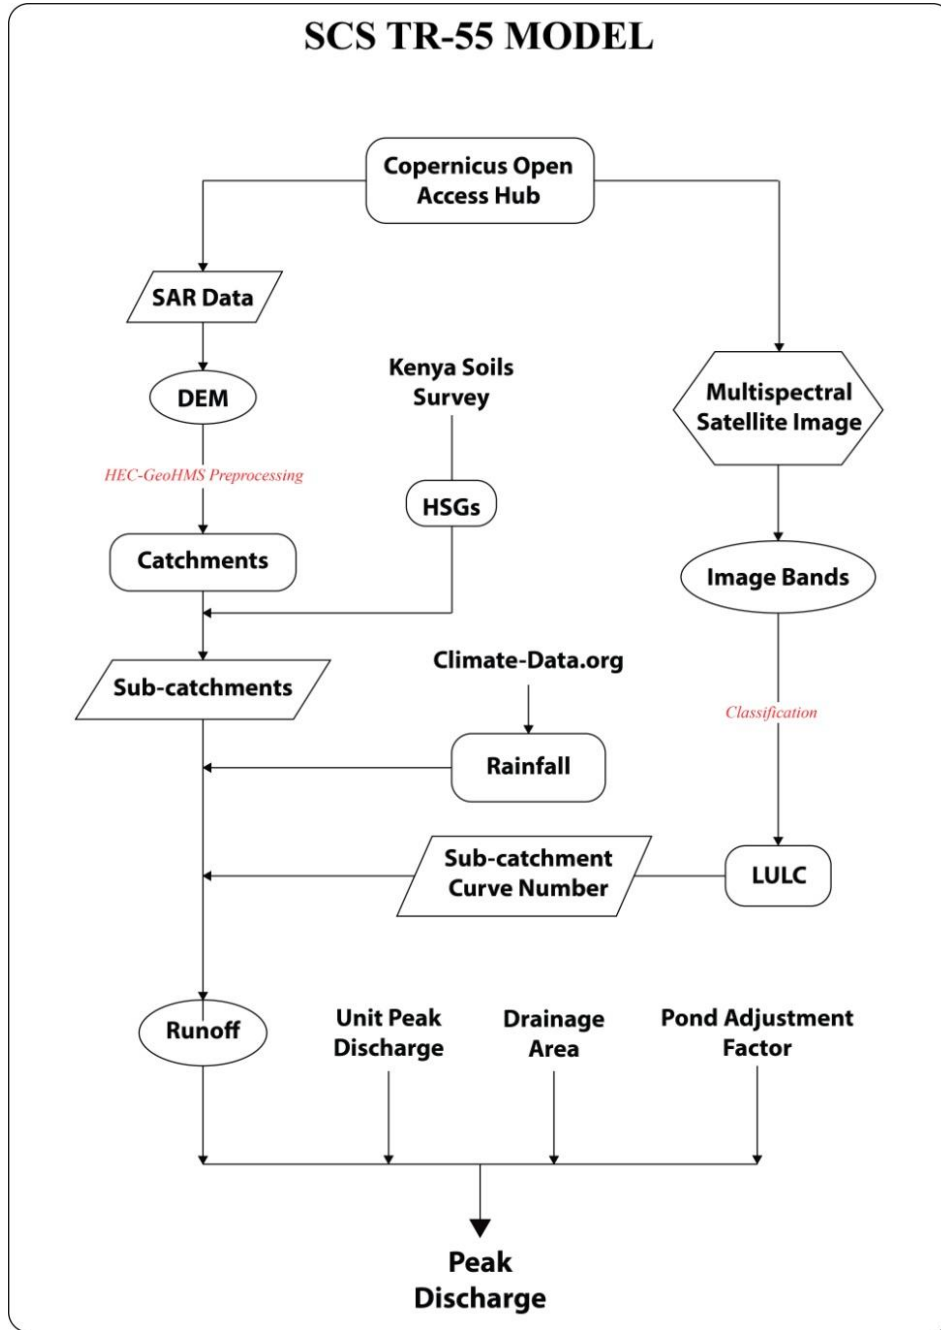 SCS TR-55 MODEL
Copernicus Open
Access Hub
SAR Data
DEM
Kenya Soils
Survey
Multispectral
Satellite Image
HEC-GeoHMS Preprocessing
HSGs
Catchments
Image Bands
Sub-catchments
Climate-Data.org
Classification
Rainfall
Sub-catchment
Curve Number
LULC
Runoff
Unit Peak
Discharge
Drainage
Area
Pond Adjustment
Factor
Peak
Discharge